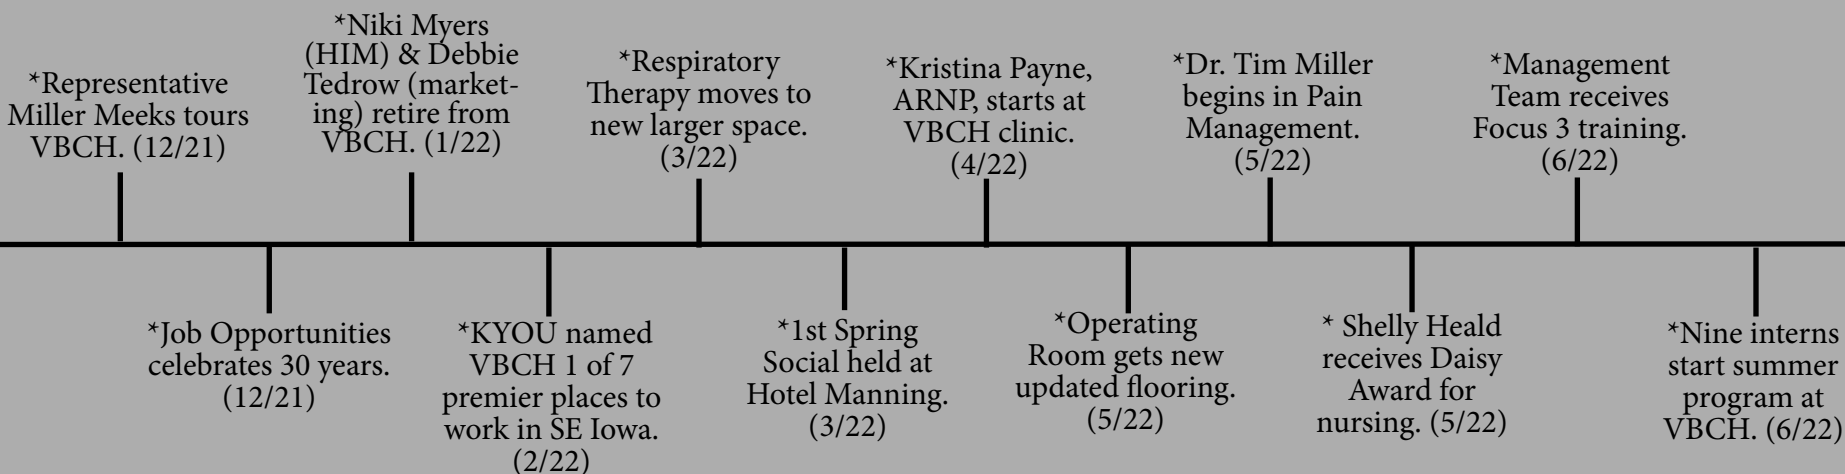 *Representative
Miller Meeks tours
VBCH. (12/21)
*Job Opportunities
celebrates 30 years.
(12/21)
*Niki Myers
(HIM) & Debbie
Tedrow (market-
ing) retire from
VBCH. (1/22)
*KYOU named
VBCH 1 of 7
premier places to
work in SE Iowa.
(2/22)
*Respiratory
Therapy moves to
new larger space.
(3/22)
*1st Spring
Social held at
Hotel Manning.
(3/22)
*Kristina Payne,
ARNP, starts at
VBCH clinic.
(4/22)
*Operating
Room gets new
updated flooring.
(5/22)
*Dr. Tim Miller
begins in Pain
Management.
(5/22)
* Shelly Heald
receives Daisy
Award for
nursing. (5/22)
*Management
Team receives
Focus 3 training.
(6/22)
*Nine interns
start summer
program at
VBCH. (6/22)